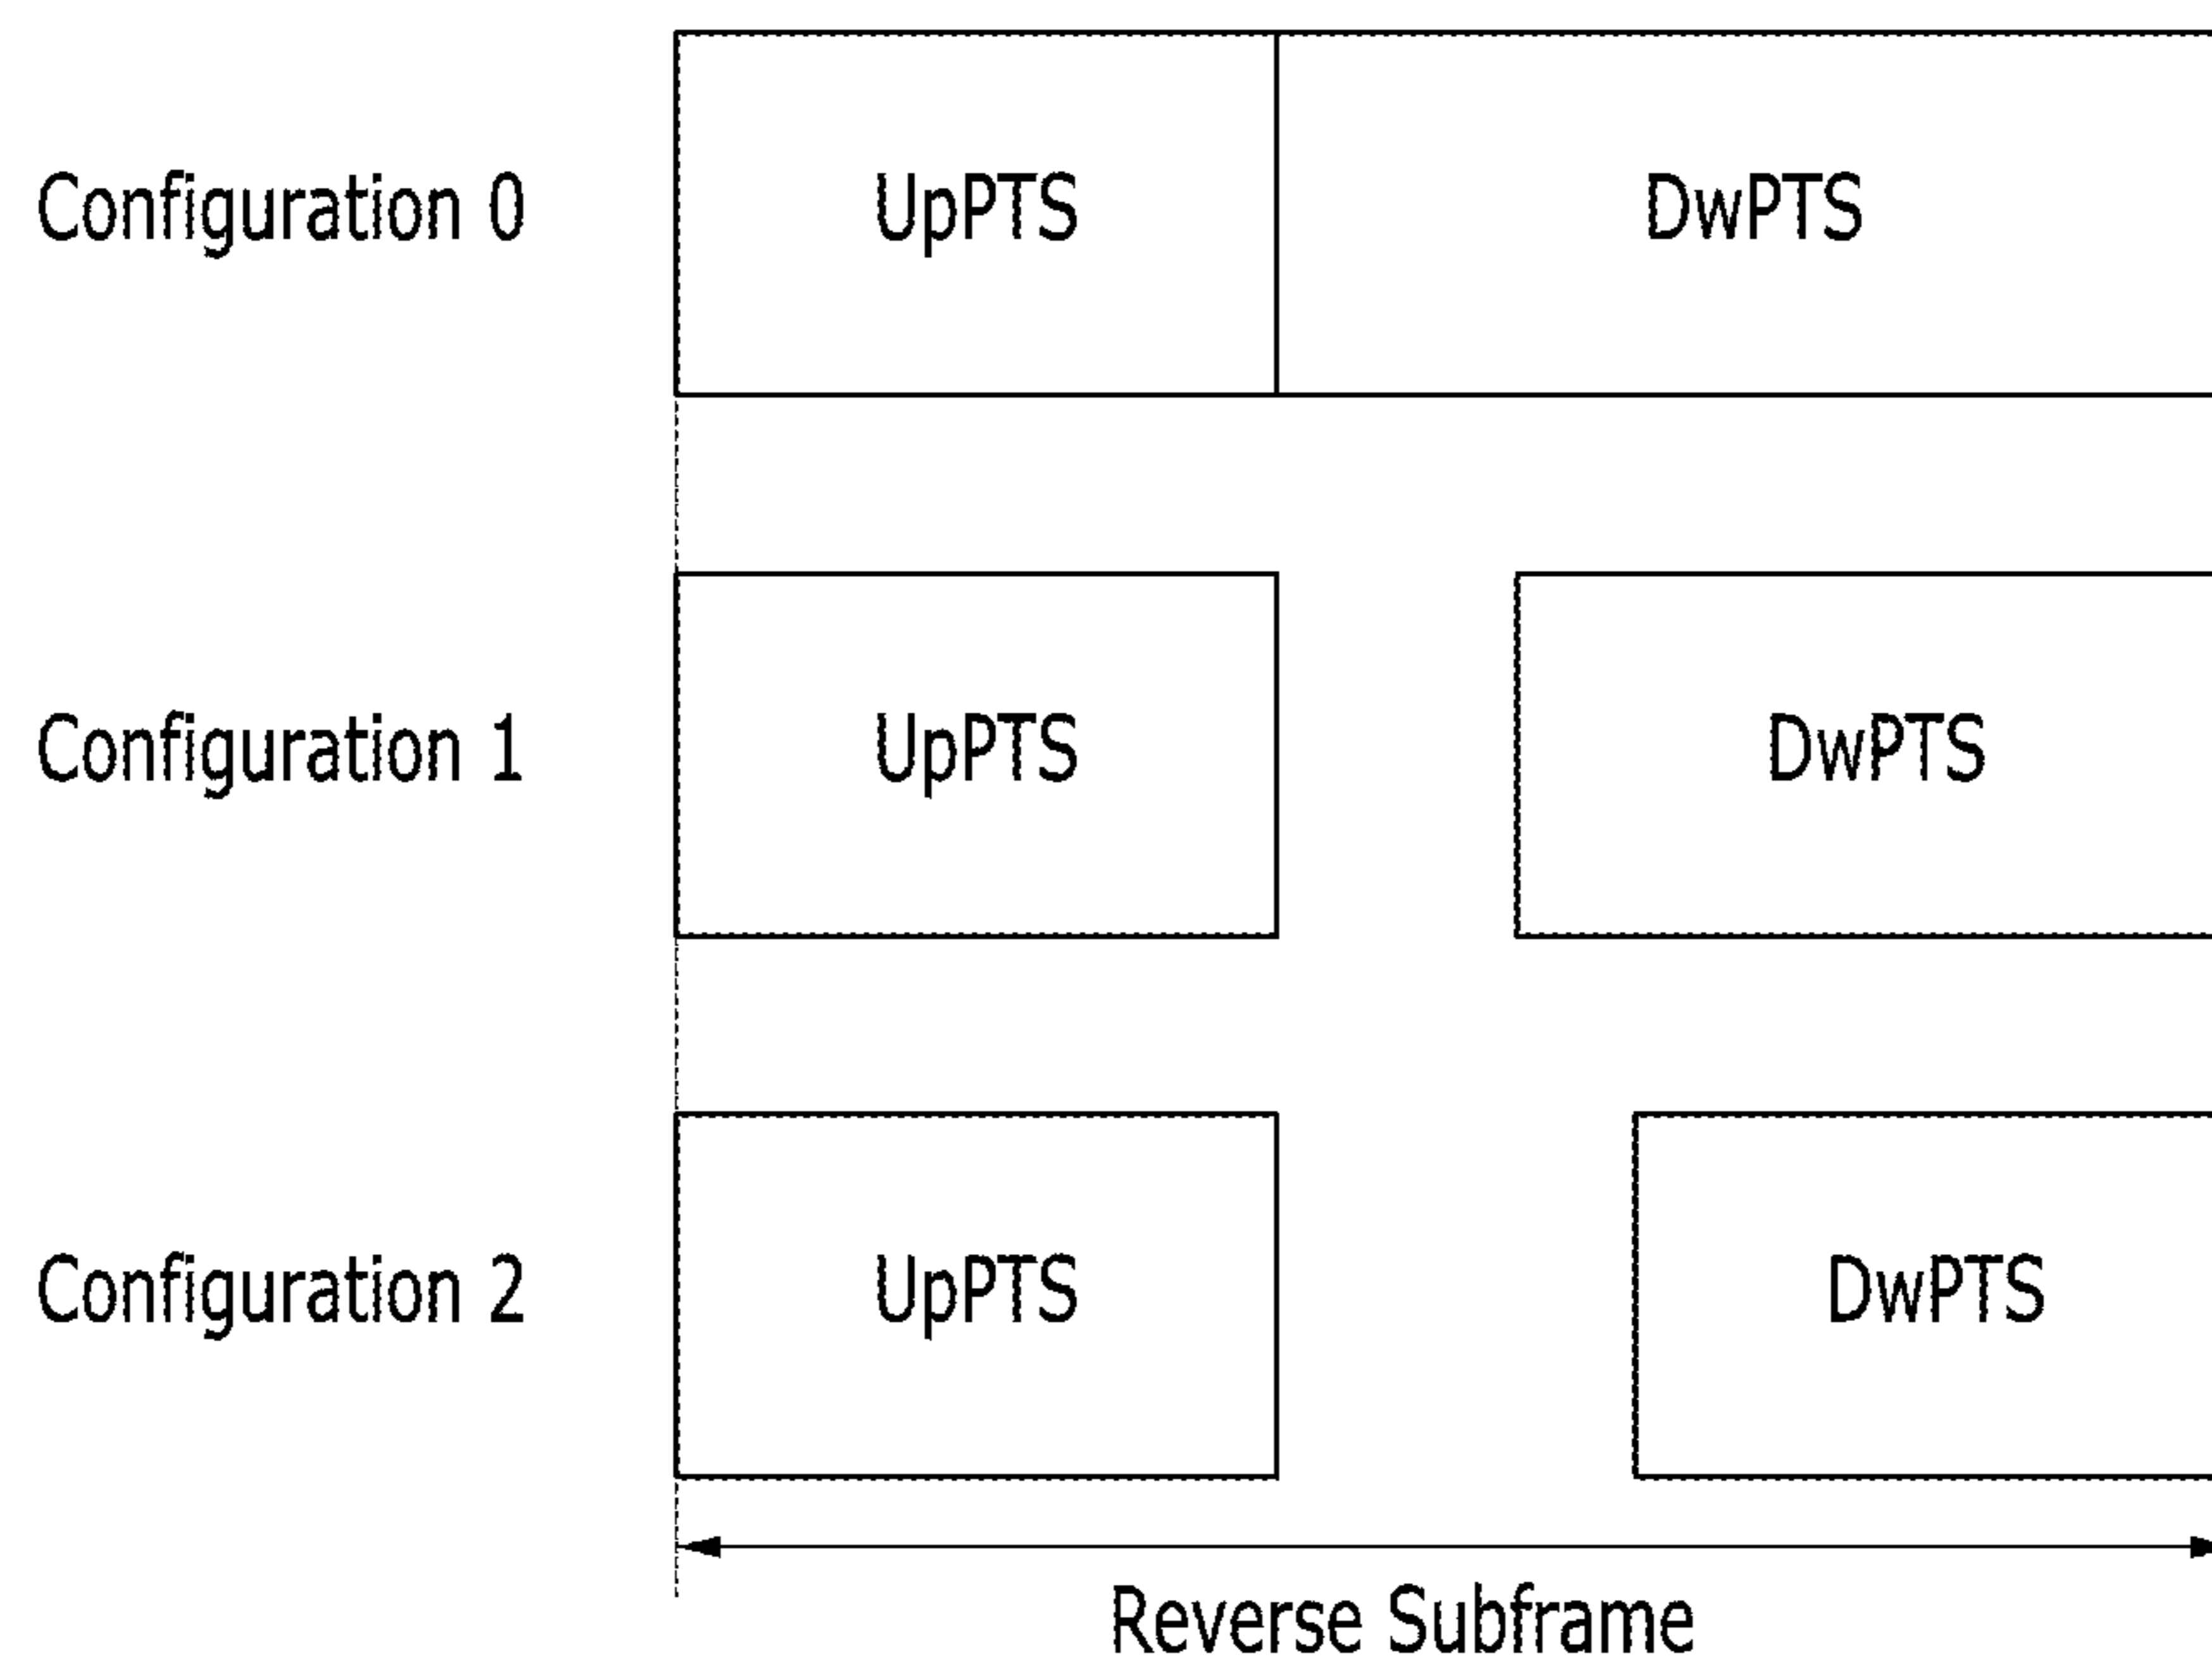 Configuration 0 UpPTS DwPTS
Configuration 1 UpPTS DwPTS
Configuration 2 UpPTS DwPTS
Reverse Subframe